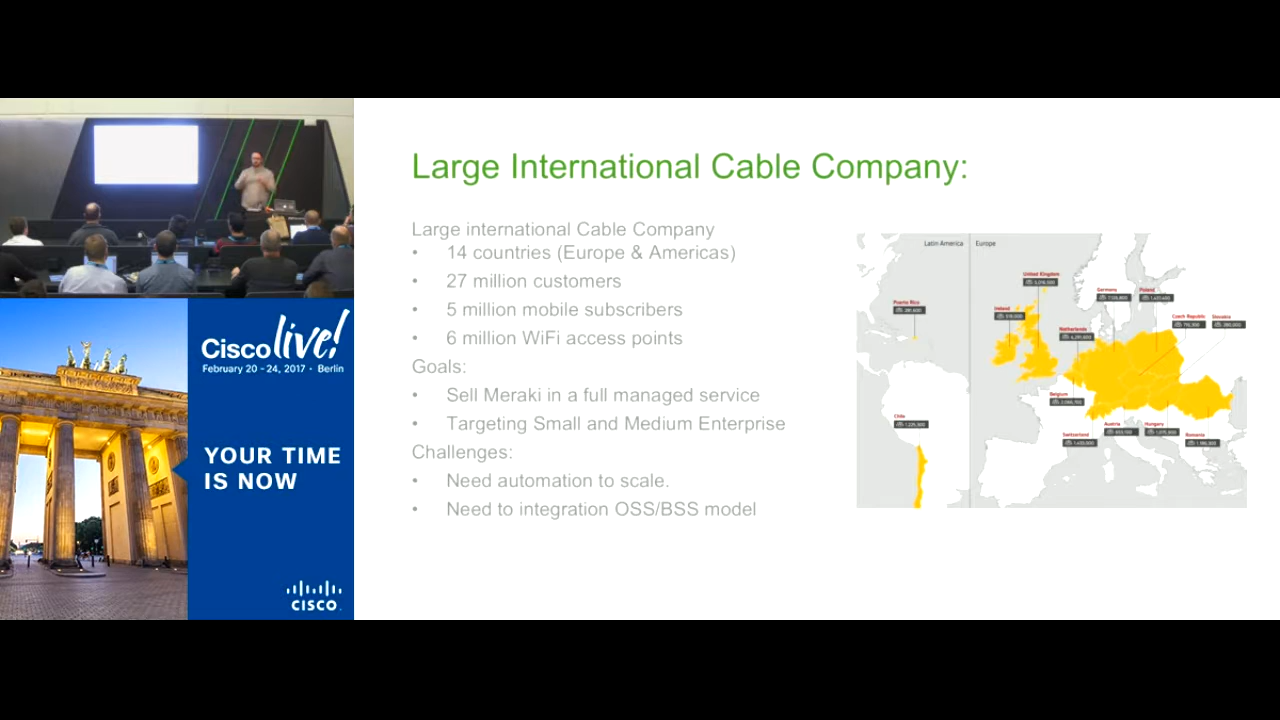 Large International Cable Company:
Large international Cable Company
• 14 countries (Europe & Americas)
• 27 million customers
• 5 million mobile subscribers
• 6 million WiFi access points
Goals:
• Sell Meraki in a full managed service
• Targeting Small and Medium Enterprise
Challenges:
• Need automation to scale.
• Need to integration OSS/BSS model
Latin America
Europe
Puerto Rico
Chile
United Kingdom
Ireland
Netherlands
Belgium
Switzerland
Germany
Poland
Czech Republic
Slovakia
Austria
Hungary
Romania
Cisco live!
February 20 - 24, 2017 • Berlin
YOUR TIME
IS NOW
CISCO